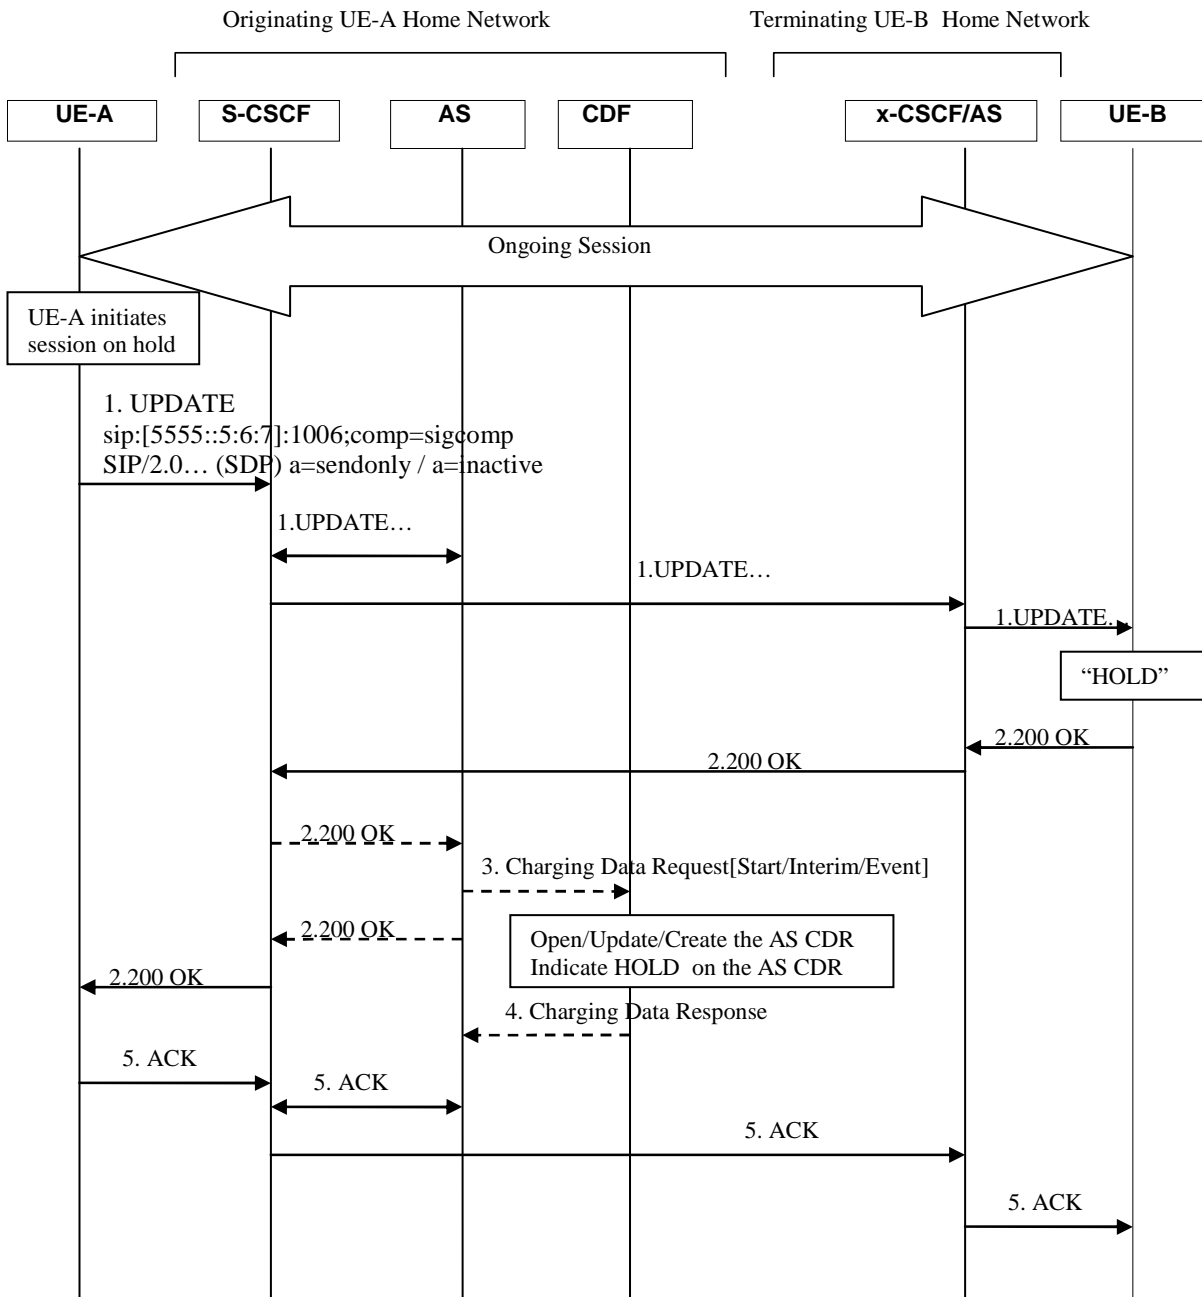 Originating UE-A Home Network
Terminating UE-B Home Network
UE-A
S-CSCF
AS
CDF
x-CSCF/AS
UE-B
Ongoing Session
UE-A initiates
session on hold
1. UPDATE
sip:[5555::5:6:7]:1006;comp=sigcomp
SIP/2.0… (SDP) a=sendonly / a=inactive
1.UPDATE…
1.UPDATE…
1.UPDATE…
“HOLD”
2.200 OK
2.200 OK
2.200 OK
3. Charging Data Request[Start/Interim/Event]
2.200 OK
Open/Update/Create the AS CDR
Indicate HOLD on the AS CDR
2.200 OK
4. Charging Data Response
5. ACK
5. ACK
5. ACK
5. ACK